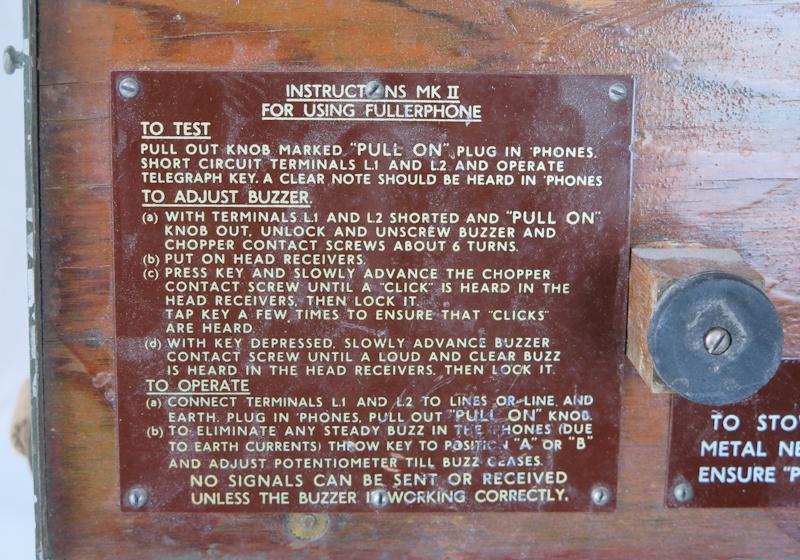 INSTRUCTIONS MK II
FOR USING FULLERPHONE
TO TEST
PULL OUT KNOB MARKED "PULL ON" PLUG IN 'PHONES.
SHORT CIRCUIT TERMINALS L.1 AND L.2 AND OPERATE
TELEGRAPH KEY. A CLEAR NOTE SHOULD BE HEARD IN 'PHONES
TO ADJUST BUZZER.
(a) WITH TERMINALS L.1 AND L2 SHORTED AND "PULL ON"
KNOB OUT, UNLOCK AND UNSCREW BUZZER AND
CHOPPER CONTACT SCREWS ABOUT 6 TURNS.
(b) PUT ON HEAD RECEIVERS.
(c) PRESS KEY AND SLOWLY ADVANCE THE CHOPPER
CONTACT SCREW UNTIL A "CLICK" IS HEARD IN THE
HEAD RECEIVERS, THEN LOCK IT.
TAP KEY A FEW TIMES TO ENSURE THAT "CLICKS"
ARE HEARD.
(d) WITH KEY DEPRESSED, SLOWLY ADVANCE BUZZER
CONTACT SCREW UNTIL A LOUD AND CLEAR BUZZ
IS HEARD IN THE HEAD RECEIVERS, THEN LOCK IT.
TO OPERATE
(a) CONNECT TERMINALS L.1 AND L2 TO LINES OR LINE, AND
EARTH. PLUG IN 'PHONES, PULL OUT "PULL ON" KNOB.
(b) TO ELIMINATE ANY STEADY BUZZ IN THE 'PHONES (DUE
TO EARTH CURRENTS) THROW KEY TO POSITION "A" OR "B"
AND ADJUST POTENTIOMETER TILL BUZZ CEASES.
NO SIGNALS CAN BE SENT OR RECEIVED
UNLESS THE BUZZER IS WORKING CORRECTLY.
TO STO
METAL NE
ENSURE "P